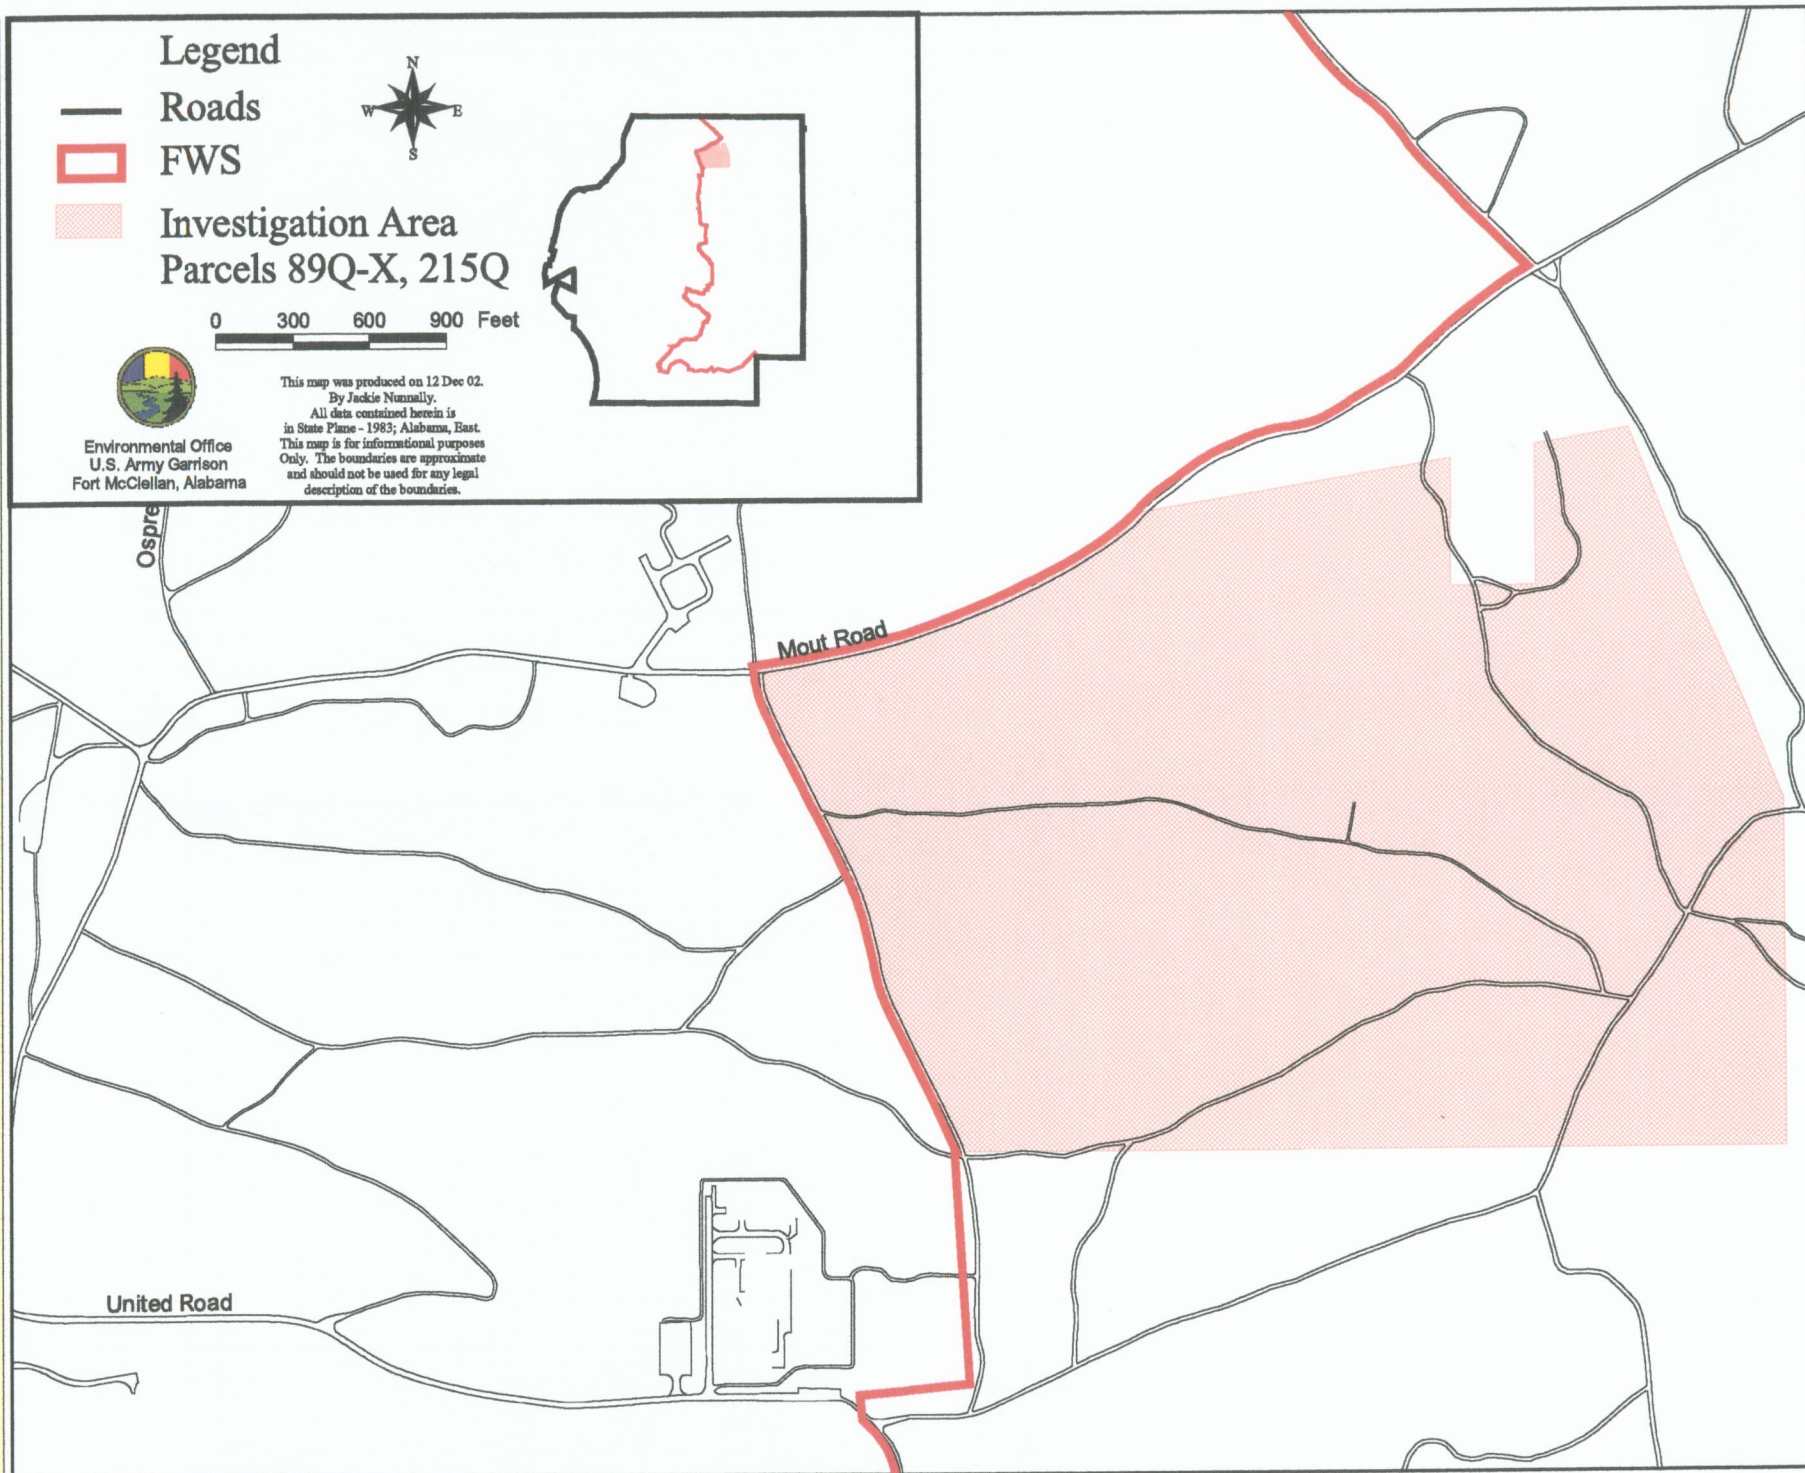 Legend
Roads
FWS
Investigation Area
Parcels 89Q-X, 215Q
N
W
E
S
0 300 600 900 Feet
Environmental Office
U.S. Army Garrison
Fort McClellan, Alabama
This map was produced on 12 Dec 02.
By Jackie Nunnally.
All data contained herein is
in State Plane - 1983; Alabama, East.
This map is for informational purposes
Only. The boundaries are approximate
and should not be used for any legal
description of the boundaries.
Ospre
Mout Road
United Road